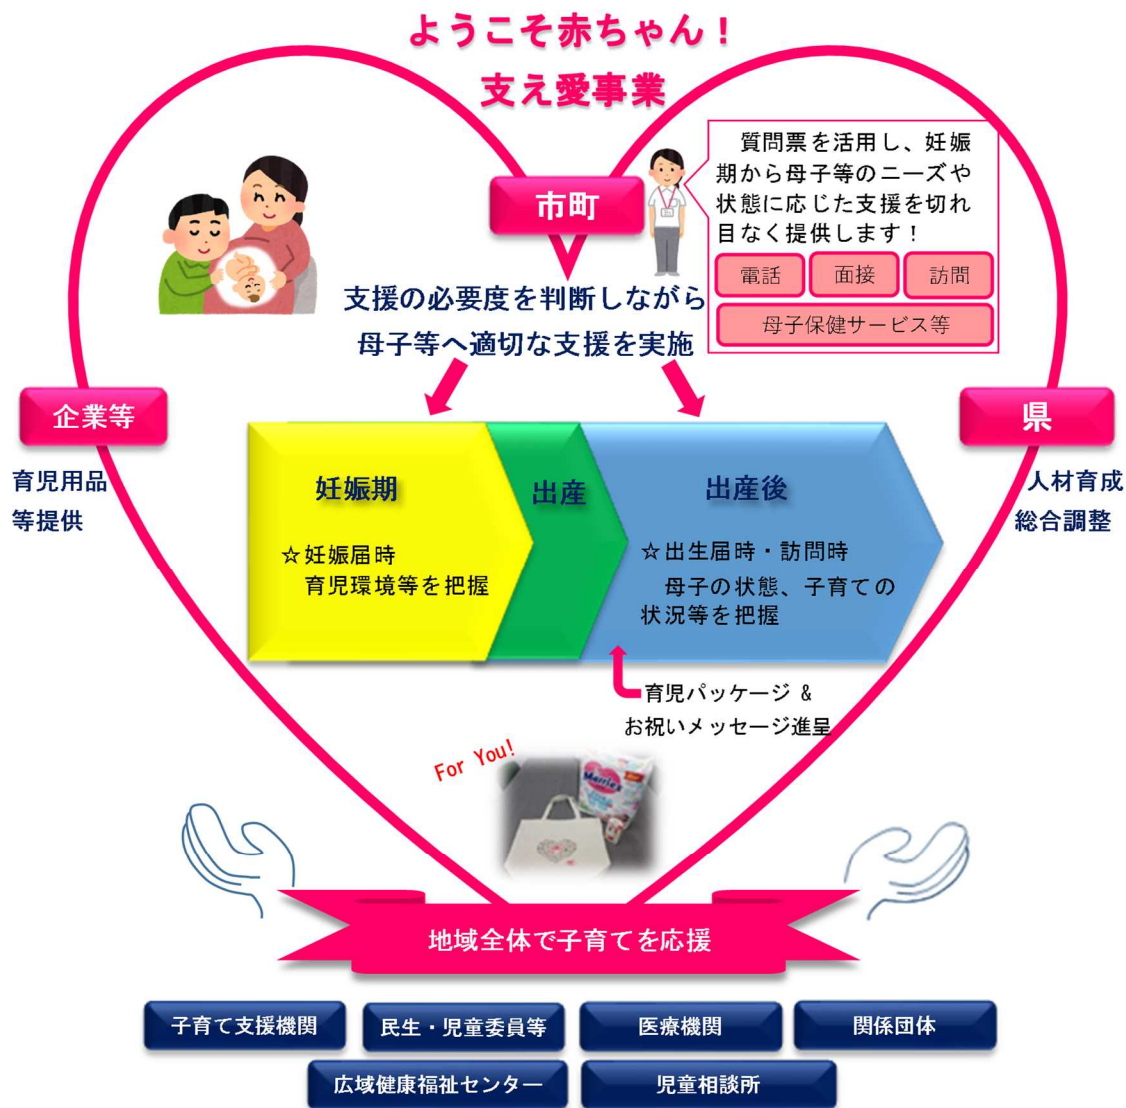 ようこそ赤ちゃん！
支え愛事業
市町
質問票を活用し、妊娠
期から母子等のニーズや
状態に応じた支援を切れ
目なく提供します！
電話
面接
訪問
母子保健サービス等
支援の必要度を判断しながら
母子等へ適切な支援を実施
企業等
育児用品
等提供
県
人材育成
総合調整
妊娠期
☆妊娠届時
育児環境等を把握
出産
出産後
☆出生届時・訪問時
母子の状態、子育ての
状況等を把握
育児パッケージ &
お祝いメッセージ進呈
For You!
Merries
地域全体で子育てを応援
子育て支援機関
民生・児童委員等
医療機関
関係団体
広域健康福祉センター
児童相談所